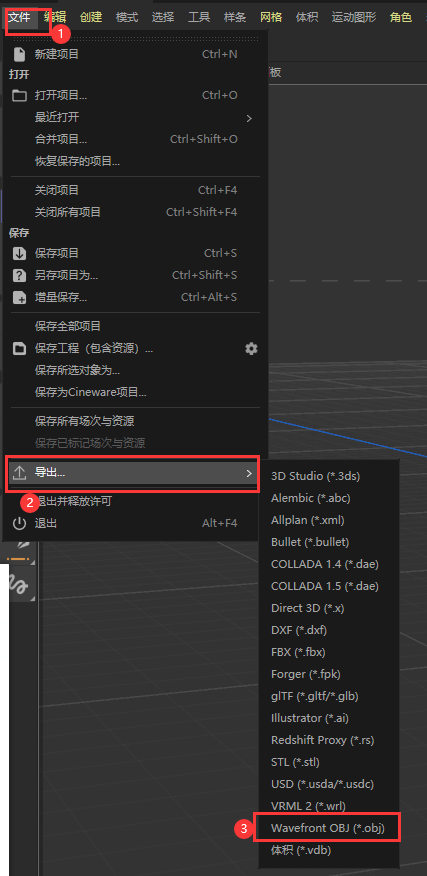 文件 编辑 创建 模式 选择 工具 样条 网格 体积 运动图形 角色
1
新建项目 Ctrl+N
打开
板
打开项目... Ctrl+O
最近打开
合并项目... Ctrl+Shift+O
恢复保存的项目...
关闭项目 Ctrl+F4
关闭所有项目 Ctrl+Shift+F4
保存
保存项目 Ctrl+S
另存项目为... Ctrl+Shift+S
增量保存... Ctrl+Alt+S
保存全部项目
保存工程（包含资源）...
保存所选对象为...
保存为Cineware项目...
保存所有场次与资源
保存已标记场次与资源
导出...
2
退出并释放许可
退出 Alt+F4
3D Studio (*.3ds)
Alembic (*.abc)
Allplan (*.xml)
Bullet (*.bullet)
COLLADA 1.4 (*.dae)
COLLADA 1.5 (*.dae)
Direct 3D (*.x)
DXF (*.dxf)
FBX (*.fbx)
Forger (*.fpk)
glTF (*.gltf/*.glb)
Illustrator (*.ai)
Redshift Proxy (*.rs)
STL (*.stl)
USD (*.usda/*.usdc)
VRML 2 (*.wrl)
3
Wavefront OBJ (*.obj)
体积 (*.vdb)